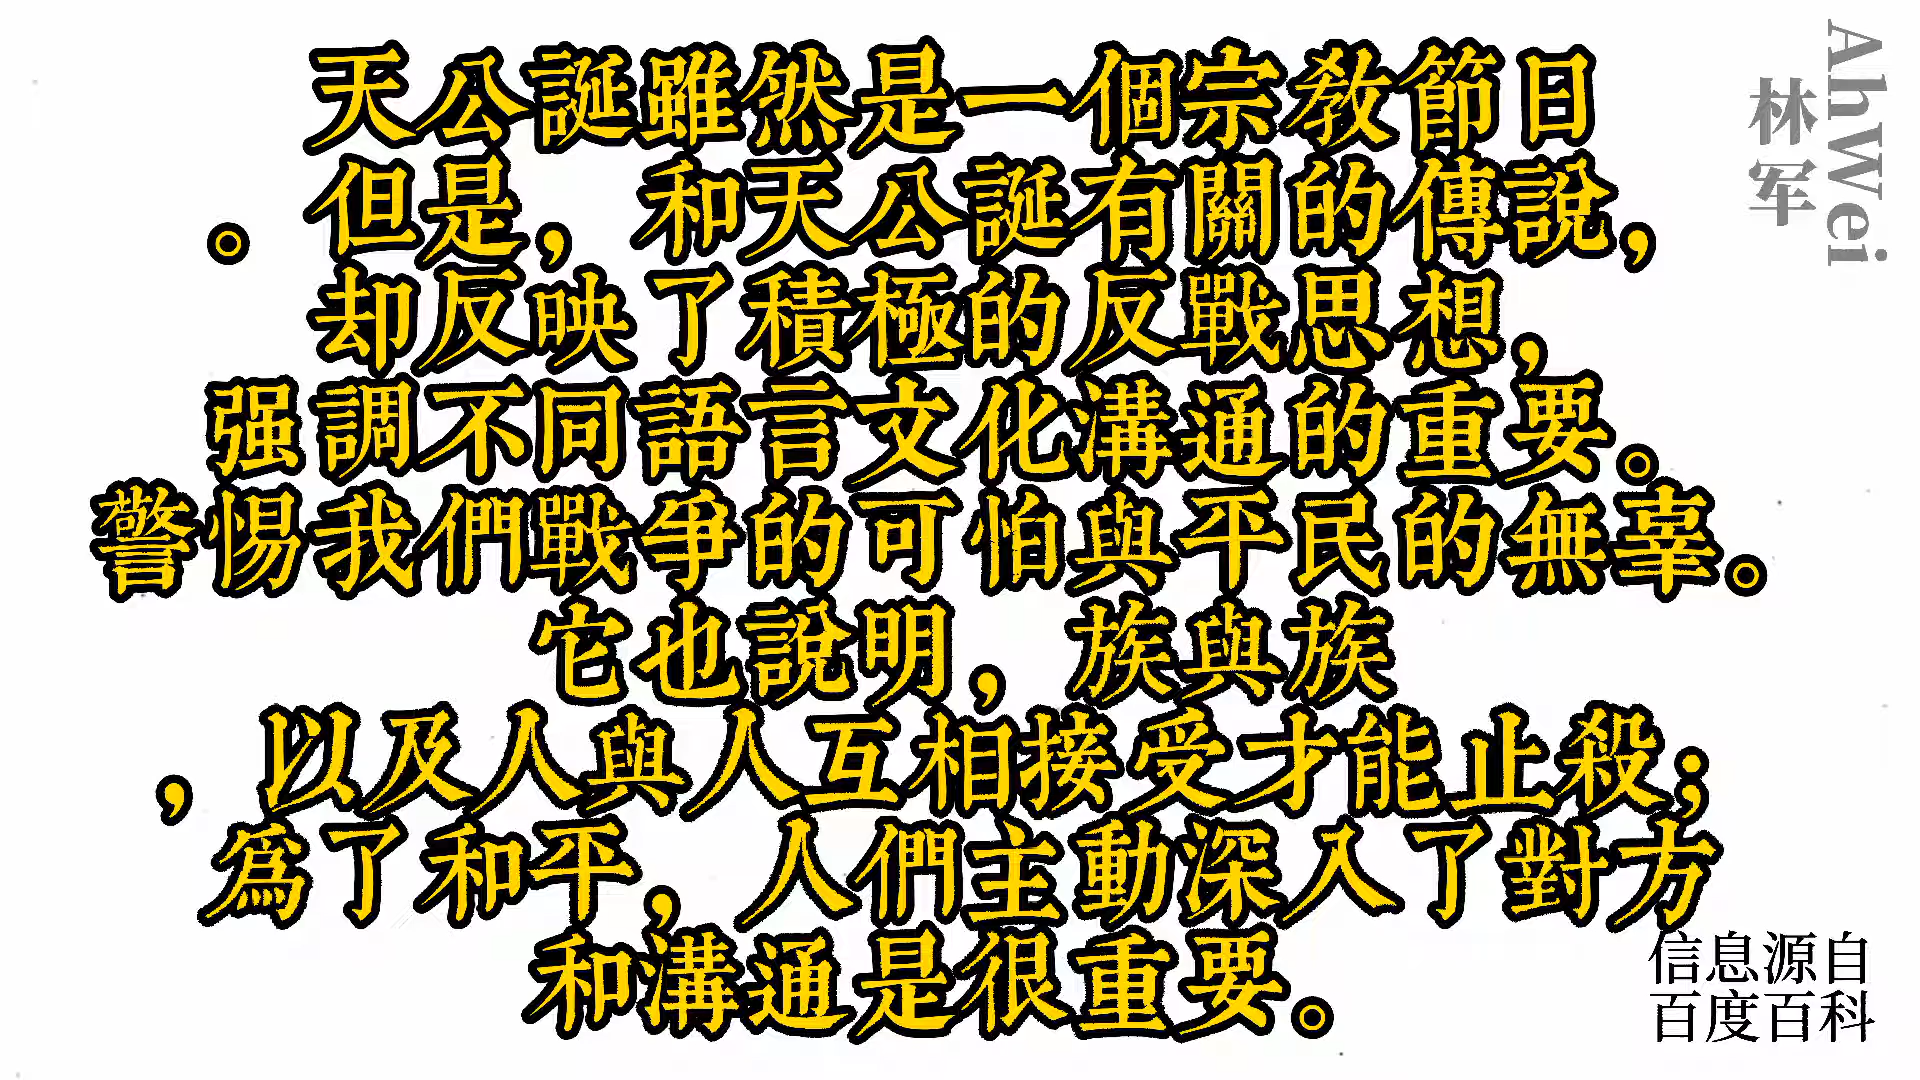 天公誕雖然是一個宗教節日
。但是，和天公誕有關的傳說，
却反映了積極的反戰思想，
强調不同語言文化溝通的重要。
警惕我們戰爭的可怕與平民的無辜。
它也說明，族與族
，以及人與人互相接受才能止殺；
爲了和平，人們主動深入了對方
和溝通是很重要。
AhWei
林军
信息源自
百度百科